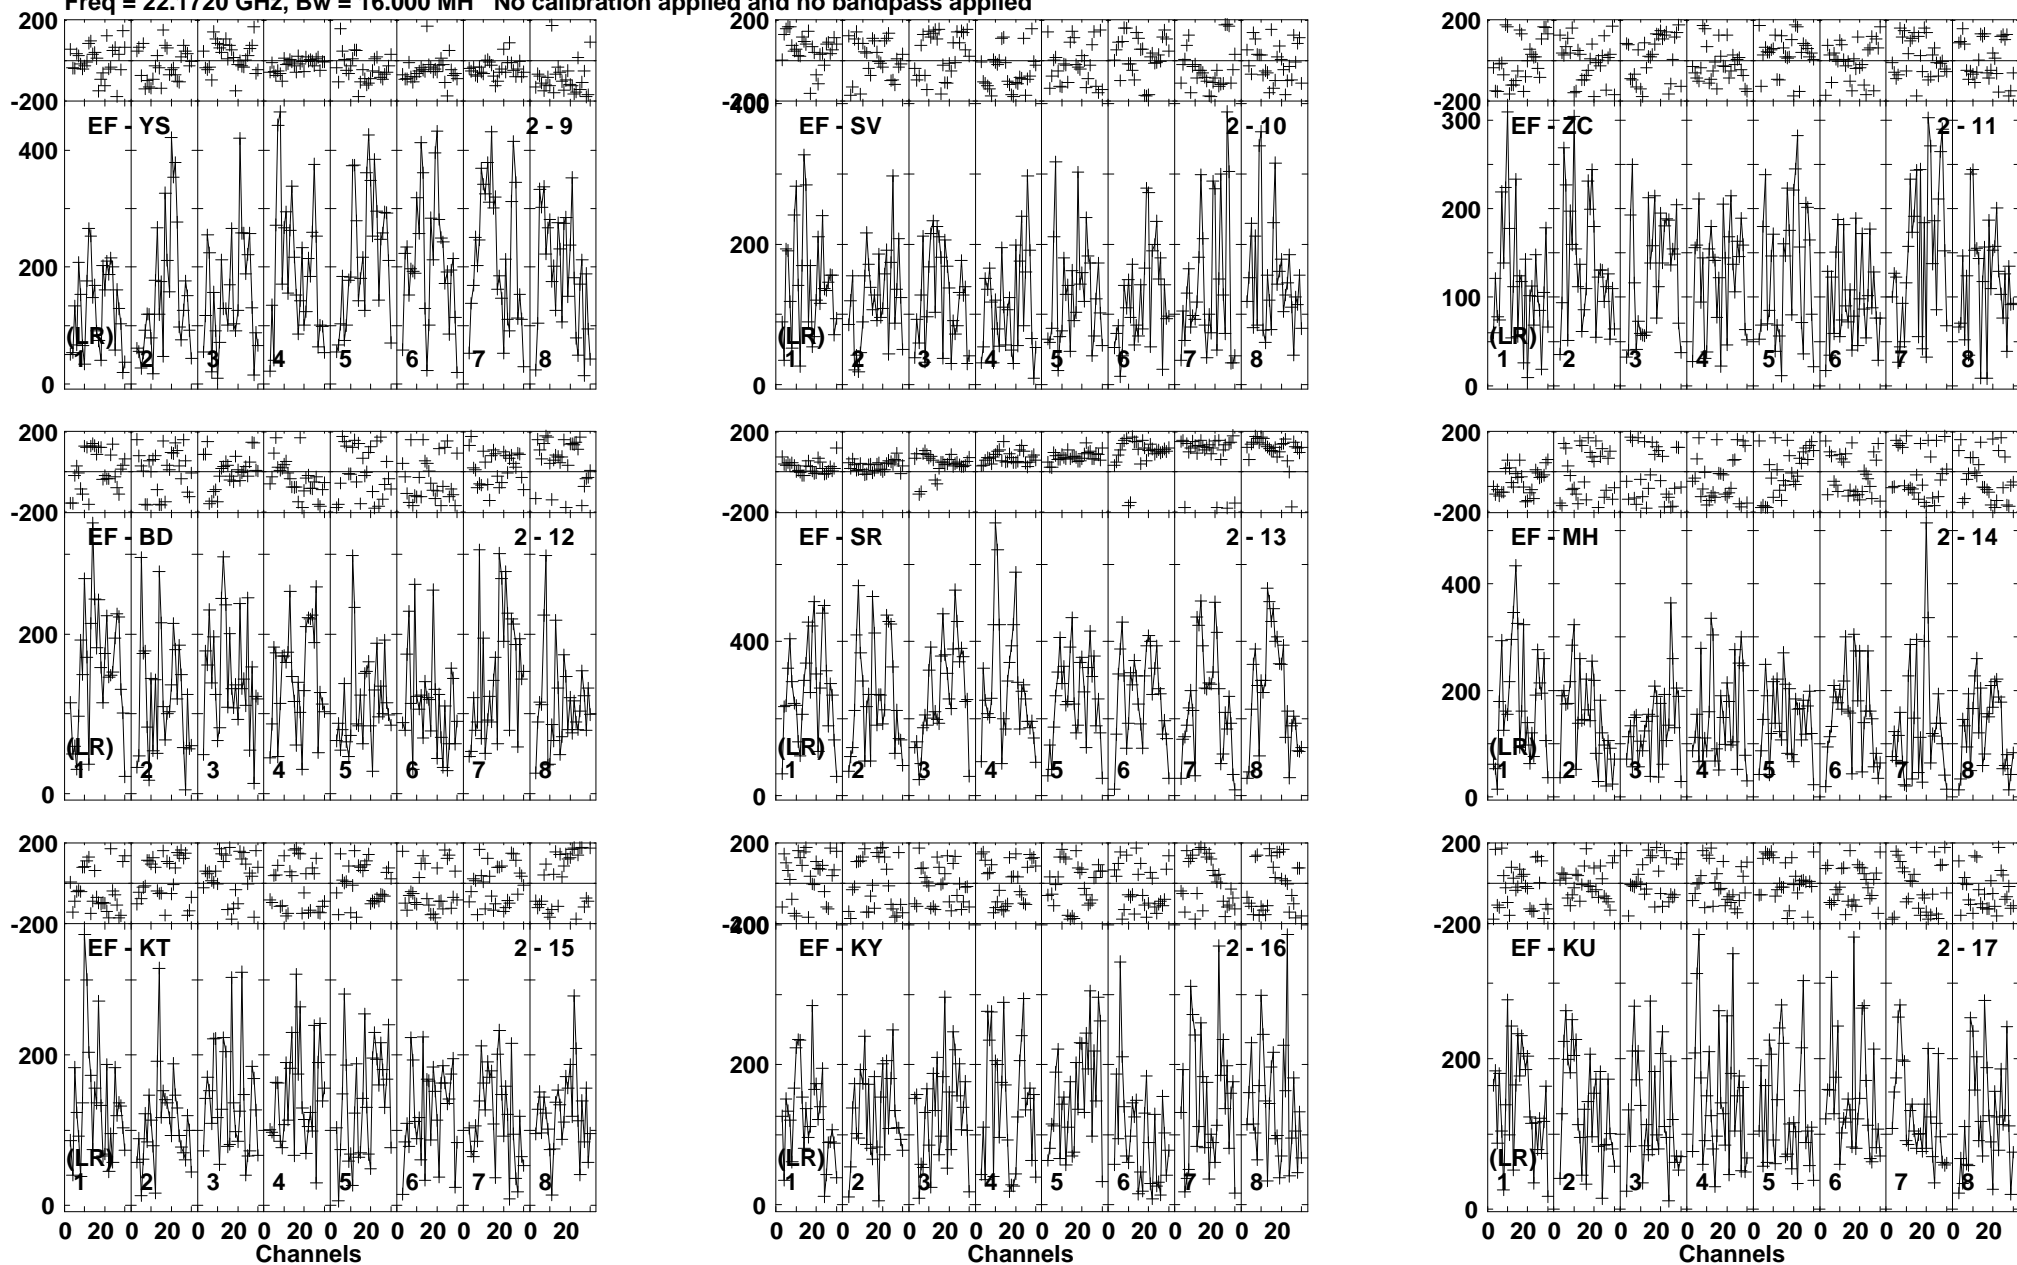 Freq = 22.1720 GHz, Bw = 16.000 MH No calibration applied and no bandpass applied
200 200 200
-200 -200 -200
EF - YS 2 - 9 400 EF - SV 2 - 10 300 EF - ZC 2 - 11
400 200 200
200 100
(LR) (LR) (LR)
1 2 3 4 5 6 7 8 1 2 3 4 5 6 7 8 1 2 3 4 5 6 7 8
0 0 0
200 200 200
-200 -200 -200
EF - BD 2 - 12 EF - SR 2 - 13 EF - MH 2 - 14
200 400 400
200
(LR) (LR) (LR)
1 2 3 4 5 6 7 8 1 2 3 4 5 6 7 8 1 2 3 4 5 6 7 8
0 0 0
200 200 200
-200 -200 -200
EF - KT 2 - 15 400 EF - KY 2 - 16 EF - KU 2 - 17
200 200 200
(LR) (LR) (LR)
1 2 3 4 5 6 7 8 1 2 3 4 5 6 7 8 1 2 3 4 5 6 7 8
0 0 0
0 20 0 20 0 20 0 20 0 20 0 20 0 20 0 20 0 20 0 20 0 20 0 20 0 20 0 20 0 20 0 20 0 20 0 20 0 20 0 20 0 20 0 20 0 20 0 20
Channels Channels Channels